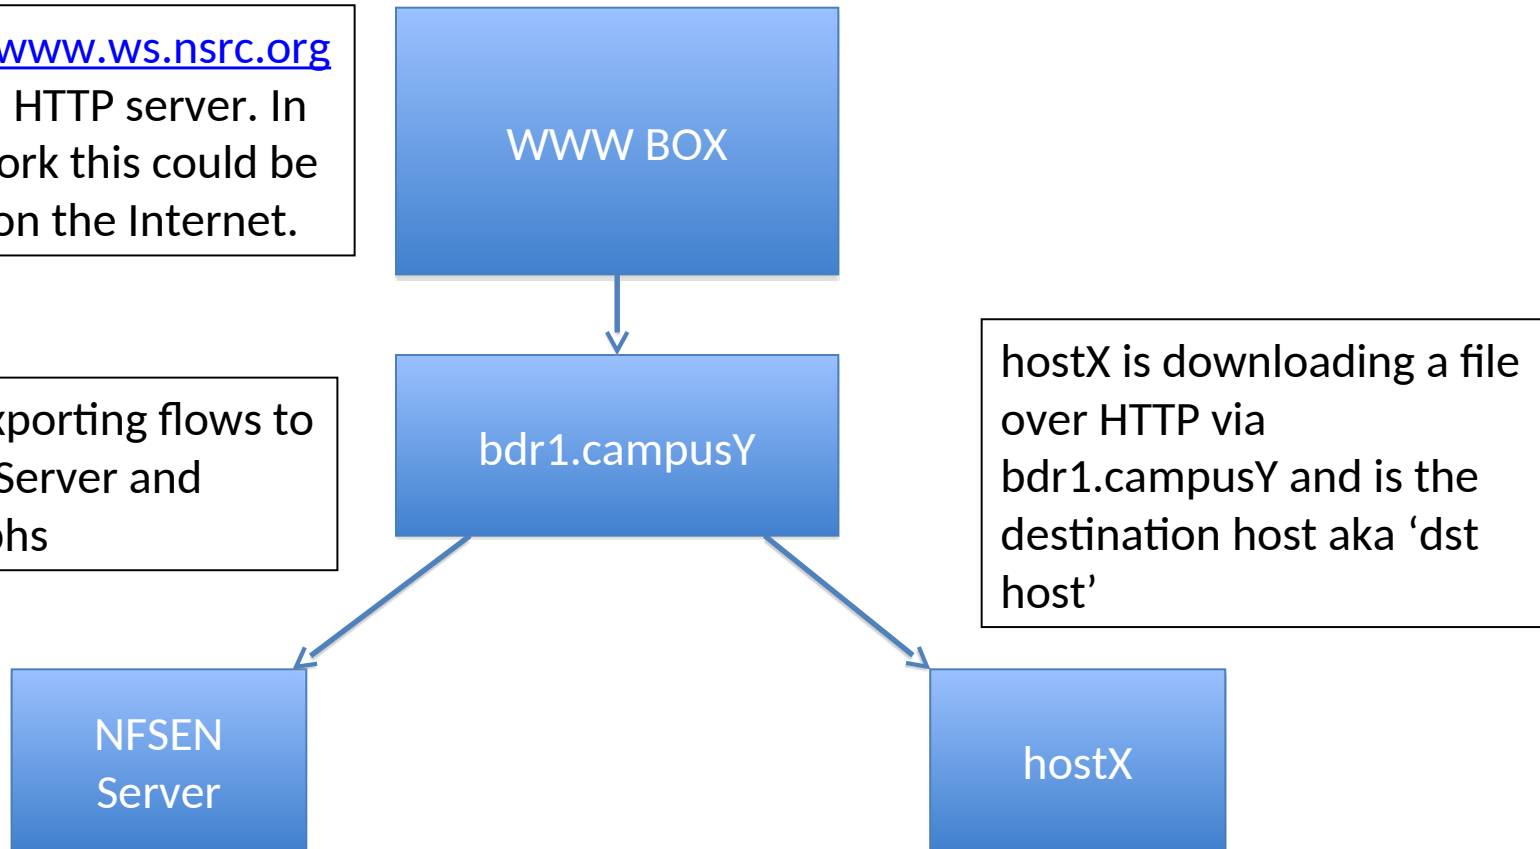 www.ws.nsrc.org
HTTP server. In
ork this could be
on the Internet.
WWW BOX
xporting flows to
Server and
phs
bdr1.campusY
hostX is downloading a file
over HTTP via
bdr1.campusY and is the
destination host aka ‘dst
host’
NFSEN
Server
hostX